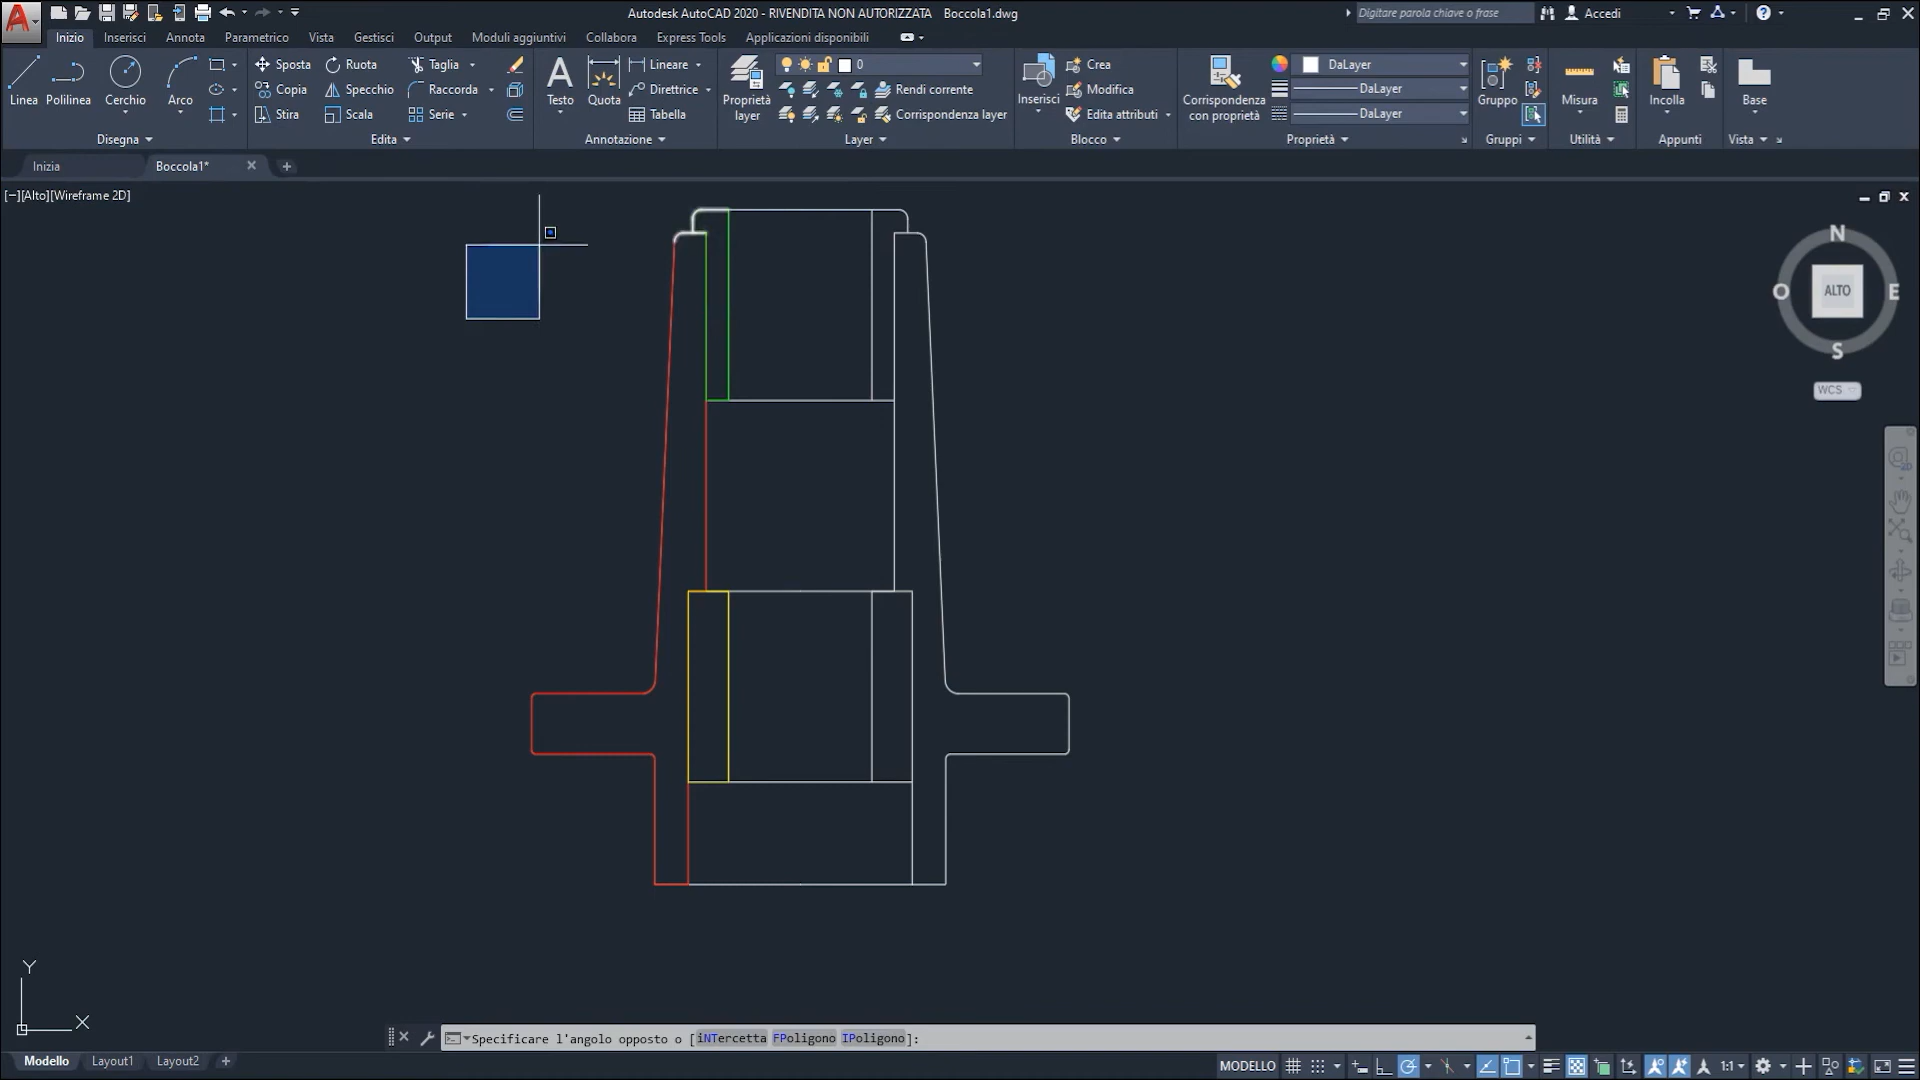 Autodesk AutoCAD 2020 - RIVENDITA NON AUTORIZZATA Boccola1.dwg
Digitare parola chiave o frase
Accedi
Inizio Inserisci Annota Parametrico Vista Gestisci Output Moduli aggiuntivi Collabora Express Tools Applicazioni disponibili
Linea Polilinea Cerchio Arco
Sposta Ruota Taglia
Copia Specchio Raccorda
Stira Scala Serie
Testo Quota
Lineare
Direttrice
Tabella
Proprietà layer
0
Rendi corrente
Corrispondenza layer
Inserisci
Crea
Modifica
Edita attributi
Corrispondenza con proprietà
DaLayer
DaLayer
DaLayer
Gruppo
Misura
Incolla
Base
Disegna Edita Annotazione Layer Blocco Proprietà Gruppi Utilità Appunti Vista
Inizia Boccola1*
[−][Alto][Wireframe 2D]
N
O ALTO E
S
WCS
Y
X
Specificare l'angolo opposto o [iNTercetta FPoligono IPoligono]:
Modello Layout1 Layout2
MODELLO
1:1